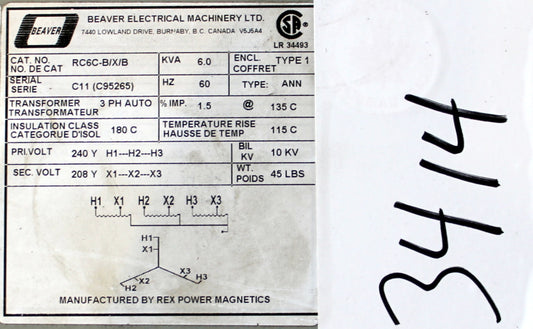 BEAVER
BEAVER ELECTRICAL MACHINERY LTD.
7440 LOWLAND DRIVE, BURNABY, B.C. CANADA V5J5A4
LR 34493
CAT. NO. NO. DE CAT RC6C-B/X/B KVA 6.0 ENCL. COFFRET TYPE 1
SERIAL SERIE C11 (C95265) HZ 60 TYPE: ANN
TRANSFORMER TRANSFORMATEUR 3 PH AUTO % IMP. 1.5 @ 135 C
INSULATION CLASS CATEGORUE D'ISOL 180 C TEMPERATURE RISE HAUSSE DE TEMP 115 C
PRI.VOLT 240 Y H1---H2---H3 BIL KV 10 KV
SEC. VOLT 208 Y X1---X2---X3 WT. POIDS 45 LBS
H1 X1 H2 X2 H3 X3
H1
X1
X2 X3
H2 H3
MANUFACTURED BY REX POWER MAGNETICS
3414